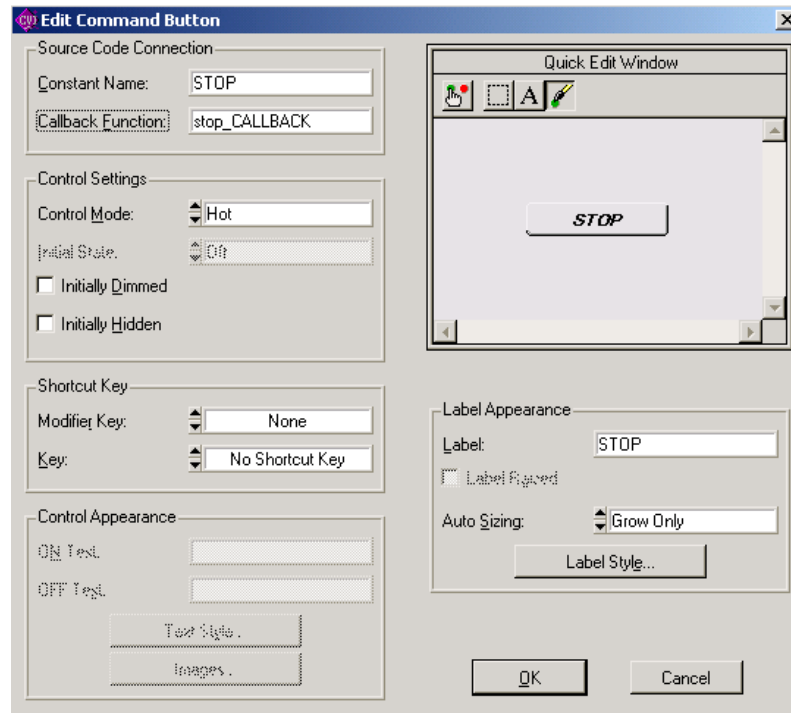 CVI Edit Command Button
Source Code Connection
Constant Name: STOP
Callback Function: stop_CALLBACK
Control Settings
Control Mode: Hot
Initial State. Off
Initially Dimmed
Initially Hidden
Shortcut Key
Modifier Key: None
Key: No Shortcut Key
Control Appearance
ON Text.
OFF Text.
Text Style .
Images .
Quick Edit Window
A
STOP
Label Appearance
Label: STOP
Label Raised
Auto Sizing: Grow Only
Label Style...
OK Cancel